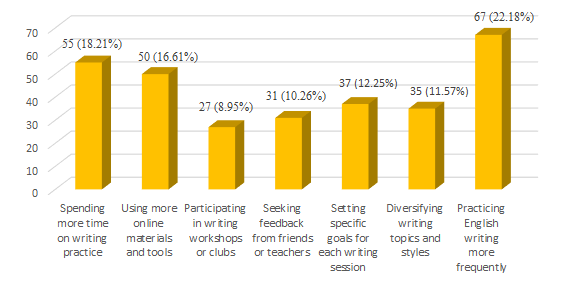 67 (22.18%)
70
55 (18.21%)
50 (16.61%)
60
50
37 (12.25%)
35 (11.57%)
31 (10.26%)
27 (8.95%)
40
30
20
10
0
Spending
more time
on writing
practice
Using more
online
materials
and tools
Participating
in writing
workshops
or clubs
Seeking
feedback
from friends
or teachers
Setting
specific
goals for
each writing
session
Diversifying
writing
topics and
styles
Practicing
English
writing
more
frequently